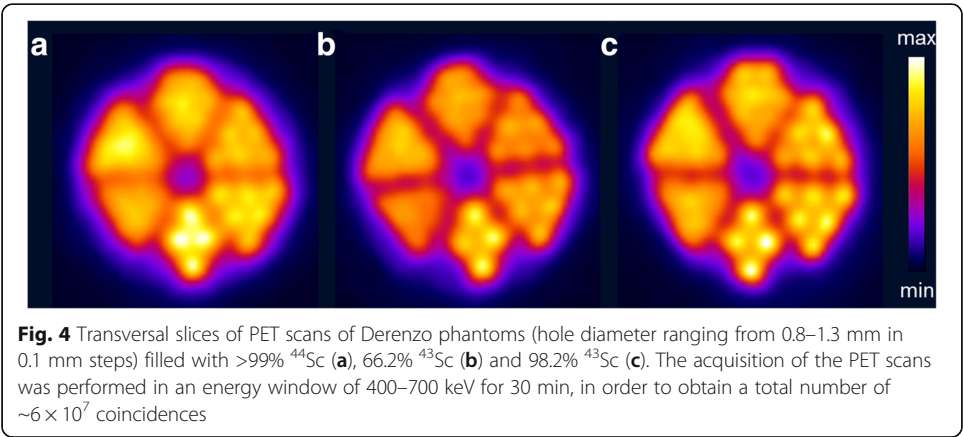 a b c max
min
Fig. 4 Transversal slices of PET scans of Derenzo phantoms (hole diameter ranging from 0.8–1.3 mm in
0.1 mm steps) filled with >99% ⁴⁴Sc (a), 66.2% ⁴³Sc (b) and 98.2% ⁴³Sc (c). The acquisition of the PET scans
was performed in an energy window of 400–700 keV for 30 min, in order to obtain a total number of
~6 × 10⁷ coincidences